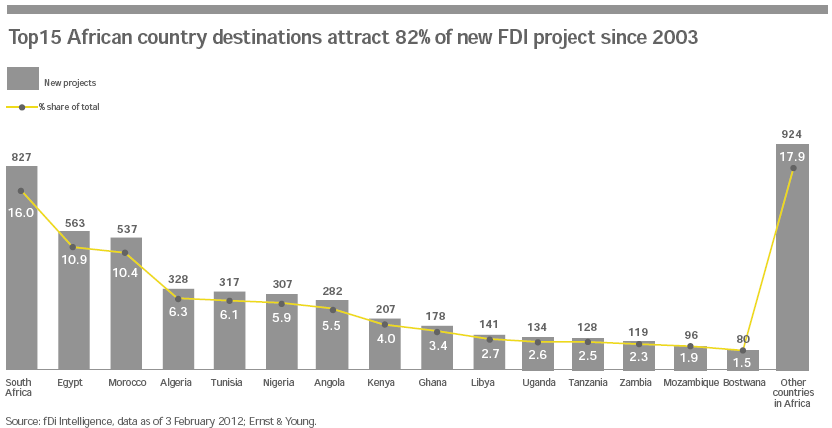 Top15 African country destinations attract 82% of new FDI project since 2003
New projects
% share of total
827
563
537
328
317
307
282
207
178
141
134
128
119
96
80
924
16.0
10.9
10.4
6.3
6.1
5.9
5.5
4.0
3.4
2.7
2.6
2.5
2.3
1.9
1.5
17.9
South
Africa
Egypt
Morocco
Algeria
Tunisia
Nigeria
Angola
Kenya
Ghana
Libya
Uganda
Tanzania
Zambia
Mozambique
Bostwana
Other
countries
in Africa
Source: fDi Intelligence, data as of 3 February 2012; Ernst & Young.